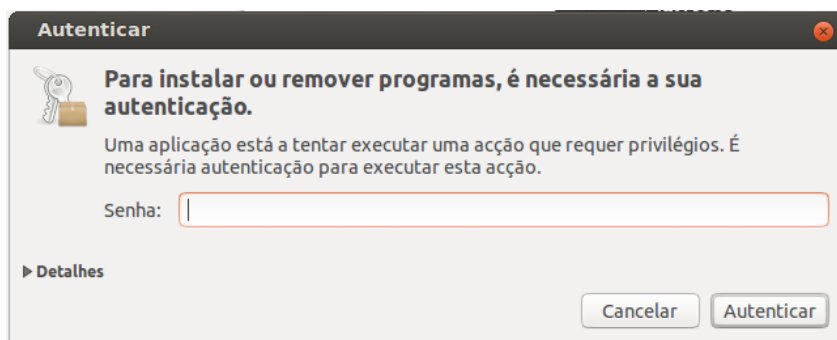 Autenticar
Para instalar ou remover programas, é necessária a sua
autenticação.
Uma aplicação está a tentar executar uma acção que requer privilégios. É
necessária autenticação para executar esta acção.
Senha:
Detalhes
Cancelar
Autenticar